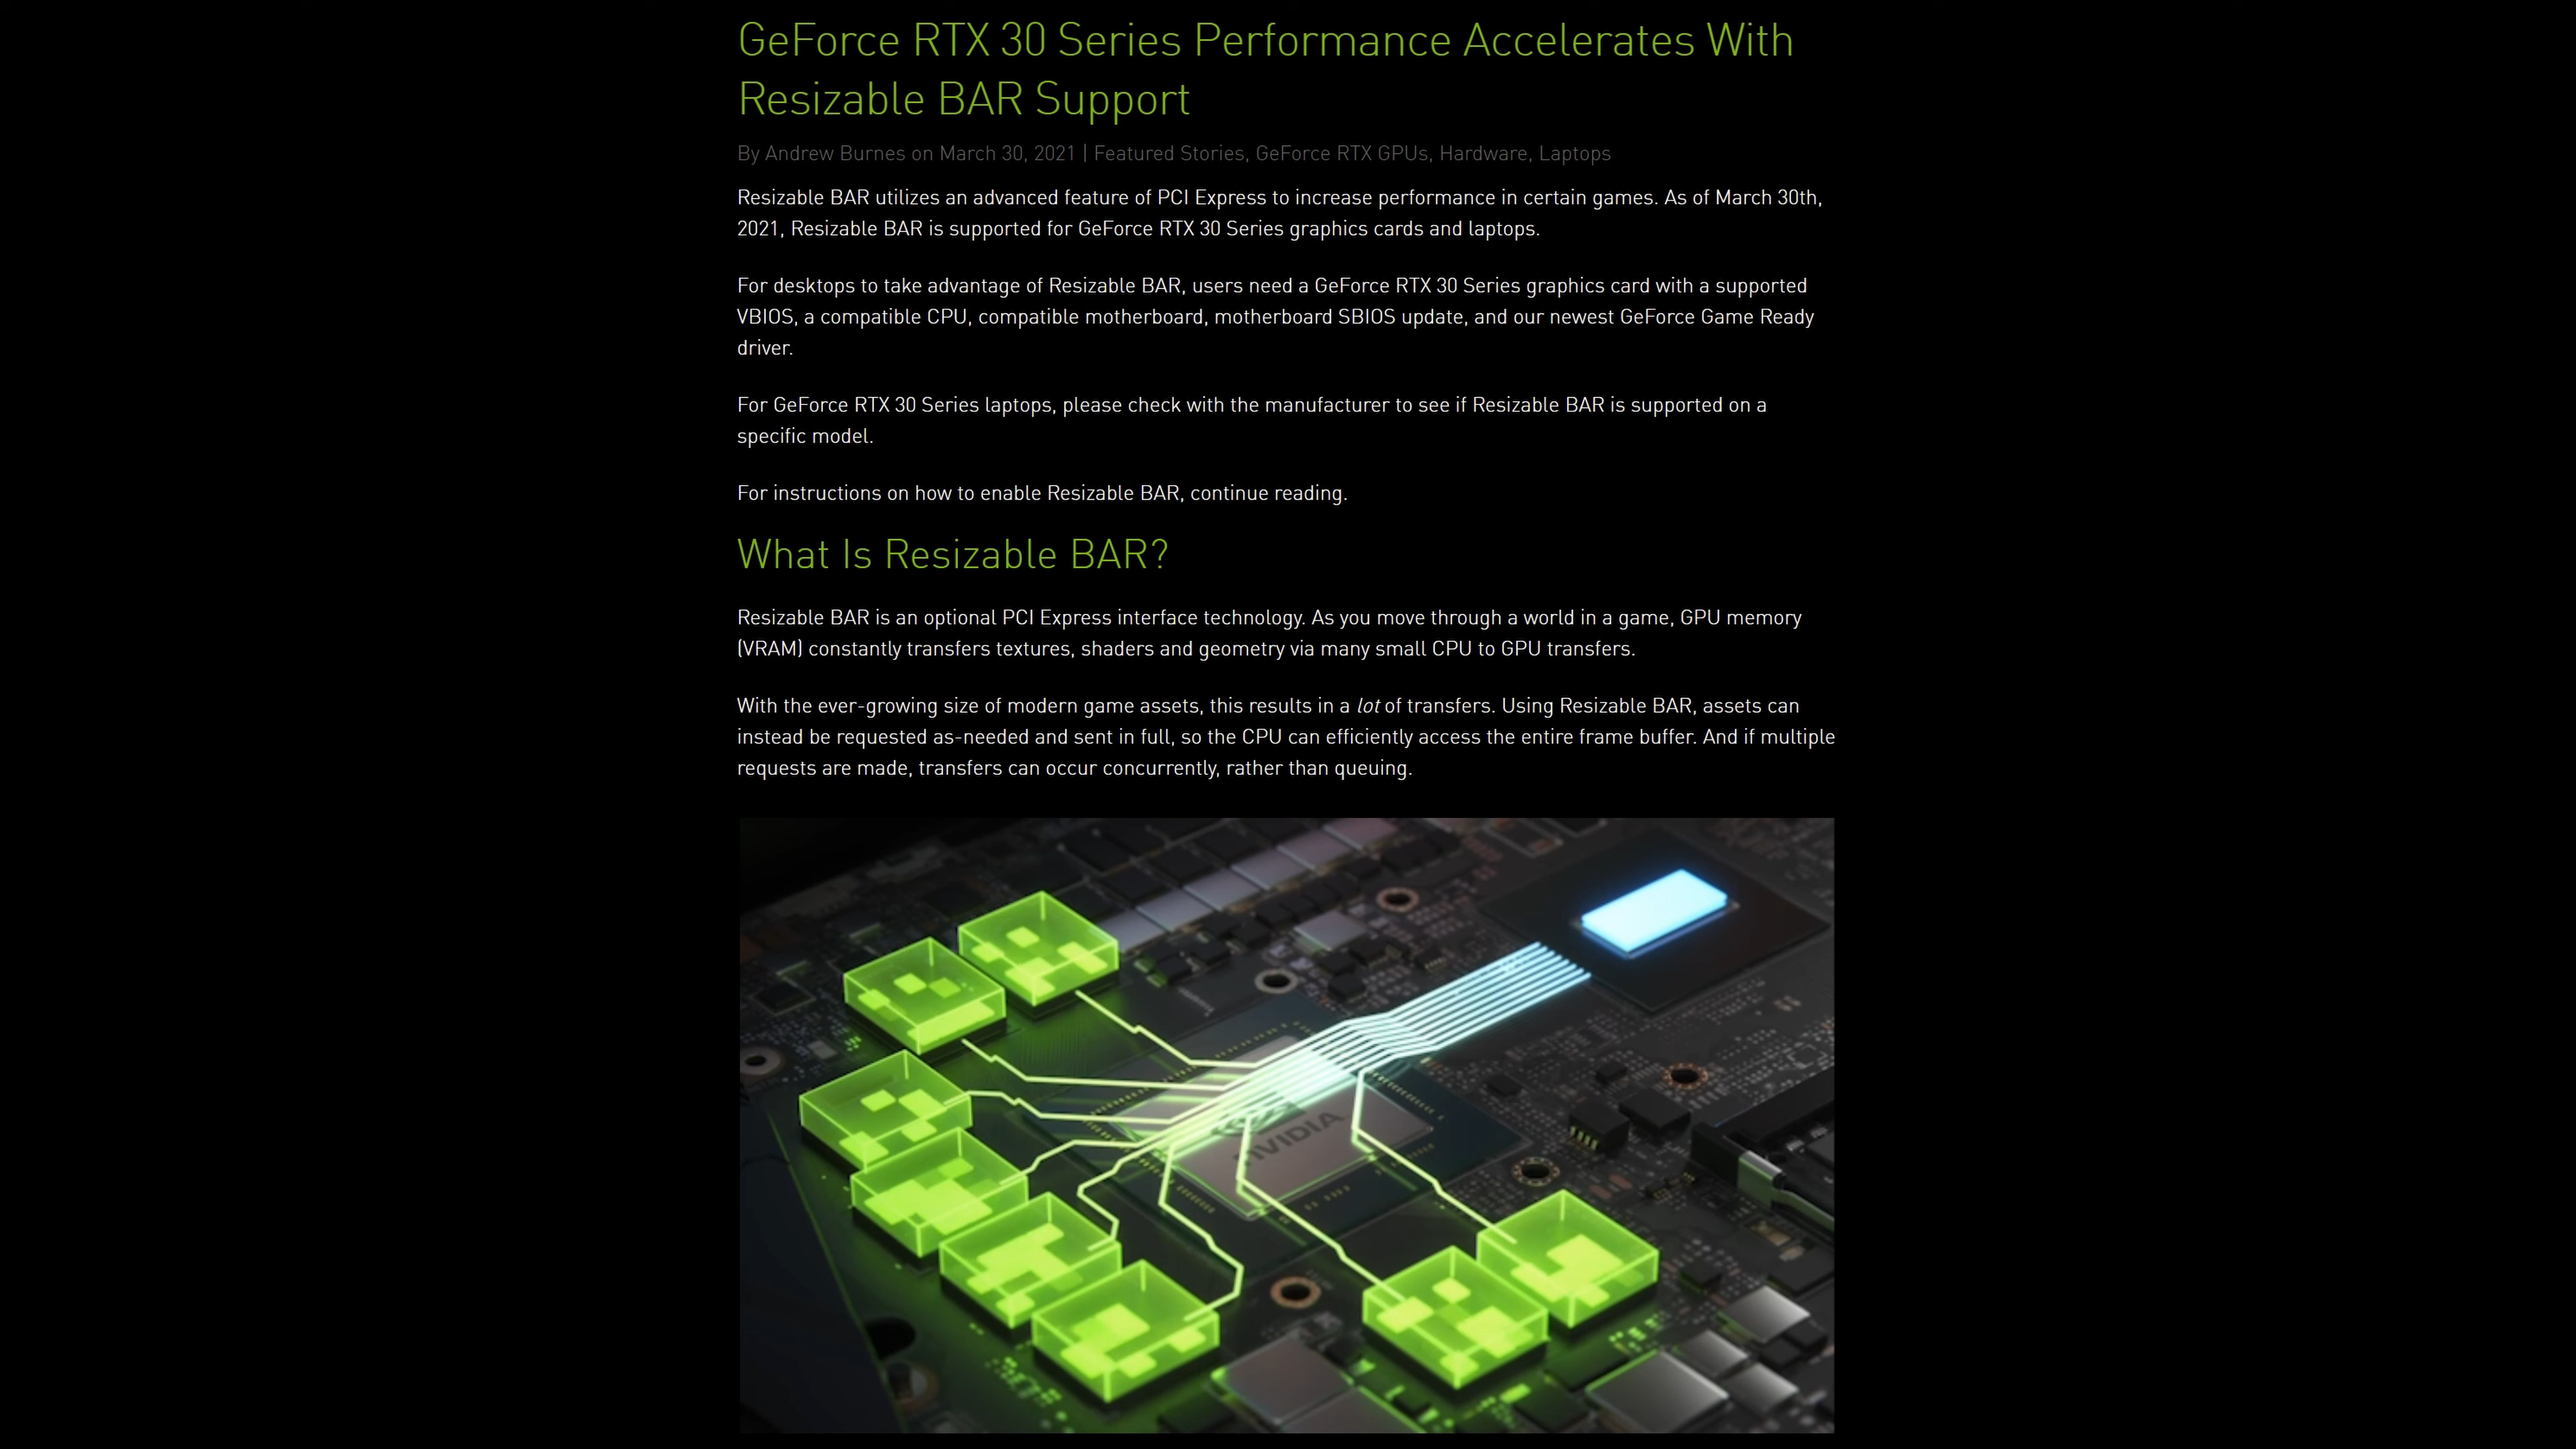 GeForce RTX 30 Series Performance Accelerates With
Resizable BAR Support
By Andrew Burnes on March 30, 2021 | Featured Stories, GeForce RTX GPUs, Hardware, Laptops
Resizable BAR utilizes an advanced feature of PCI Express to increase performance in certain games. As of March 30th,
2021, Resizable BAR is supported for GeForce RTX 30 Series graphics cards and laptops.
For desktops to take advantage of Resizable BAR, users need a GeForce RTX 30 Series graphics card with a supported
VBIOS, a compatible CPU, compatible motherboard, motherboard SBIOS update, and our newest GeForce Game Ready
driver.
For GeForce RTX 30 Series laptops, please check with the manufacturer to see if Resizable BAR is supported on a
specific model.
For instructions on how to enable Resizable BAR, continue reading.
What Is Resizable BAR?
Resizable BAR is an optional PCI Express interface technology. As you move through a world in a game, GPU memory
(VRAM) constantly transfers textures, shaders and geometry via many small CPU to GPU transfers.
With the ever-growing size of modern game assets, this results in a lot of transfers. Using Resizable BAR, assets can
instead be requested as-needed and sent in full, so the CPU can efficiently access the entire frame buffer. And if multiple
requests are made, transfers can occur concurrently, rather than queuing.
NVIDIA